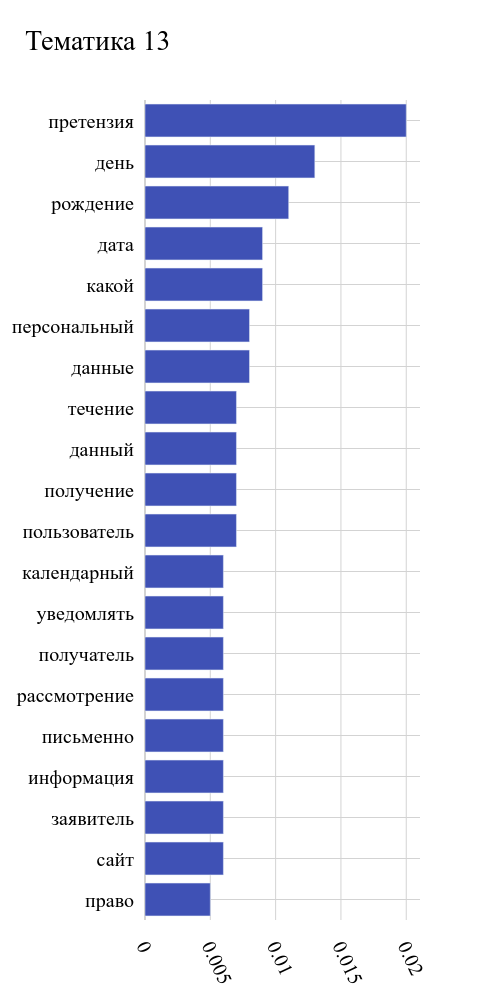 Тематика 13
претензия
день
рождение
дата
какой
персональный
данные
течение
данный
получение
пользователь
календарный
уведомлять
получатель
рассмотрение
письменно
информация
заявитель
сайт
право
0
0.005
0.01
0.015
0.02